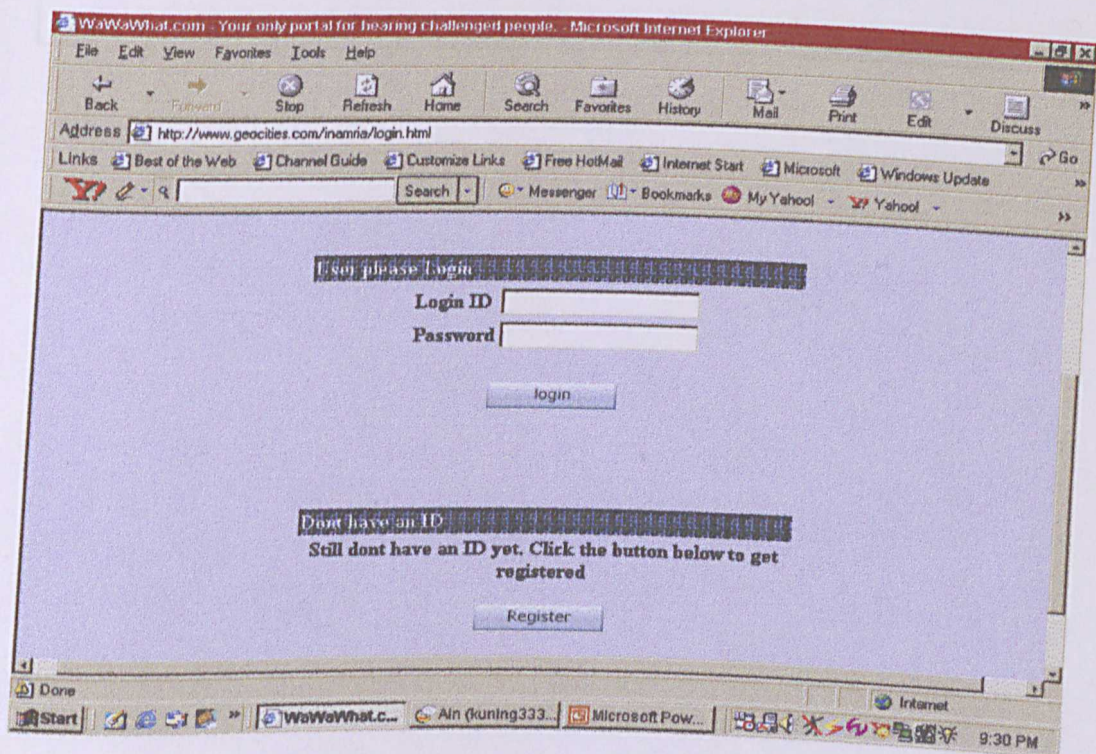 WaWaWhat.com - Your only portal for hearing challenged people. - Microsoft Internet Explorer
File Edit View Favorites Tools Help
Back Forward Stop Refresh Home Search Favorites History Mail Print Edit Discuss
Address http://www.geocities.com/inamria/login.html Go
Links Best of the Web Channel Guide Customize Links Free HotMail Internet Start Microsoft Windows Update
Y? Search Messenger Bookmarks My Yahoo! Y? Yahoo!
User please Login
Login ID
Password
login
Dont have an ID
Still dont have an ID yet. Click the button below to get
registered
Register
Done Internet
Start WaWaWhat.c... Ain (kuning333... Microsoft Pow... 9:30 PM